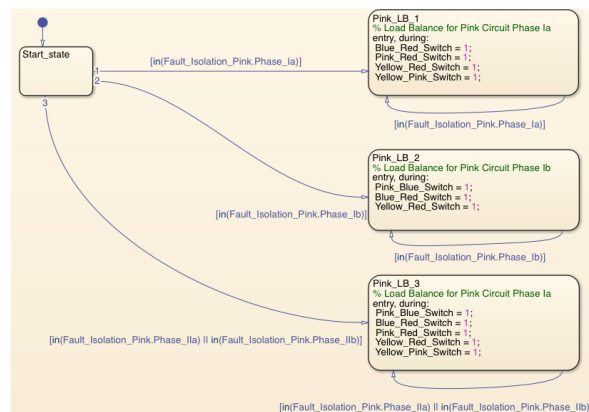 Start_state
1
2
3
[in(Fault_Isolation_Pink.Phase_Ia)]
Pink_LB_1
% Load Balance for Pink Circuit Phase Ia
entry, during:
Blue_Red_Switch = 1;
Pink_Red_Switch = 1;
Yellow_Red_Switch = 1;
Yellow_Pink_Switch = 1;
[in(Fault_Isolation_Pink.Phase_Ia)]
[in(Fault_Isolation_Pink.Phase_Ib)]
Pink_LB_2
% Load Balance for Pink Circuit Phase Ib
entry, during:
Pink_Blue_Switch = 1;
Blue_Red_Switch = 1;
Yellow_Red_Switch = 1;
[in(Fault_Isolation_Pink.Phase_Ib)]
[in(Fault_Isolation_Pink.Phase_IIa) || in(Fault_Isolation_Pink.Phase_IIb)]
Pink_LB_3
% Load Balance for Pink Circuit Phase Ia
entry, during:
Pink_Blue_Switch = 1;
Blue_Red_Switch = 1;
Pink_Red_Switch = 1;
Yellow_Red_Switch = 1;
Yellow_Pink_Switch = 1;
[in(Fault_Isolation_Pink.Phase_IIa) || in(Fault_Isolation_Pink.Phase_IIb)